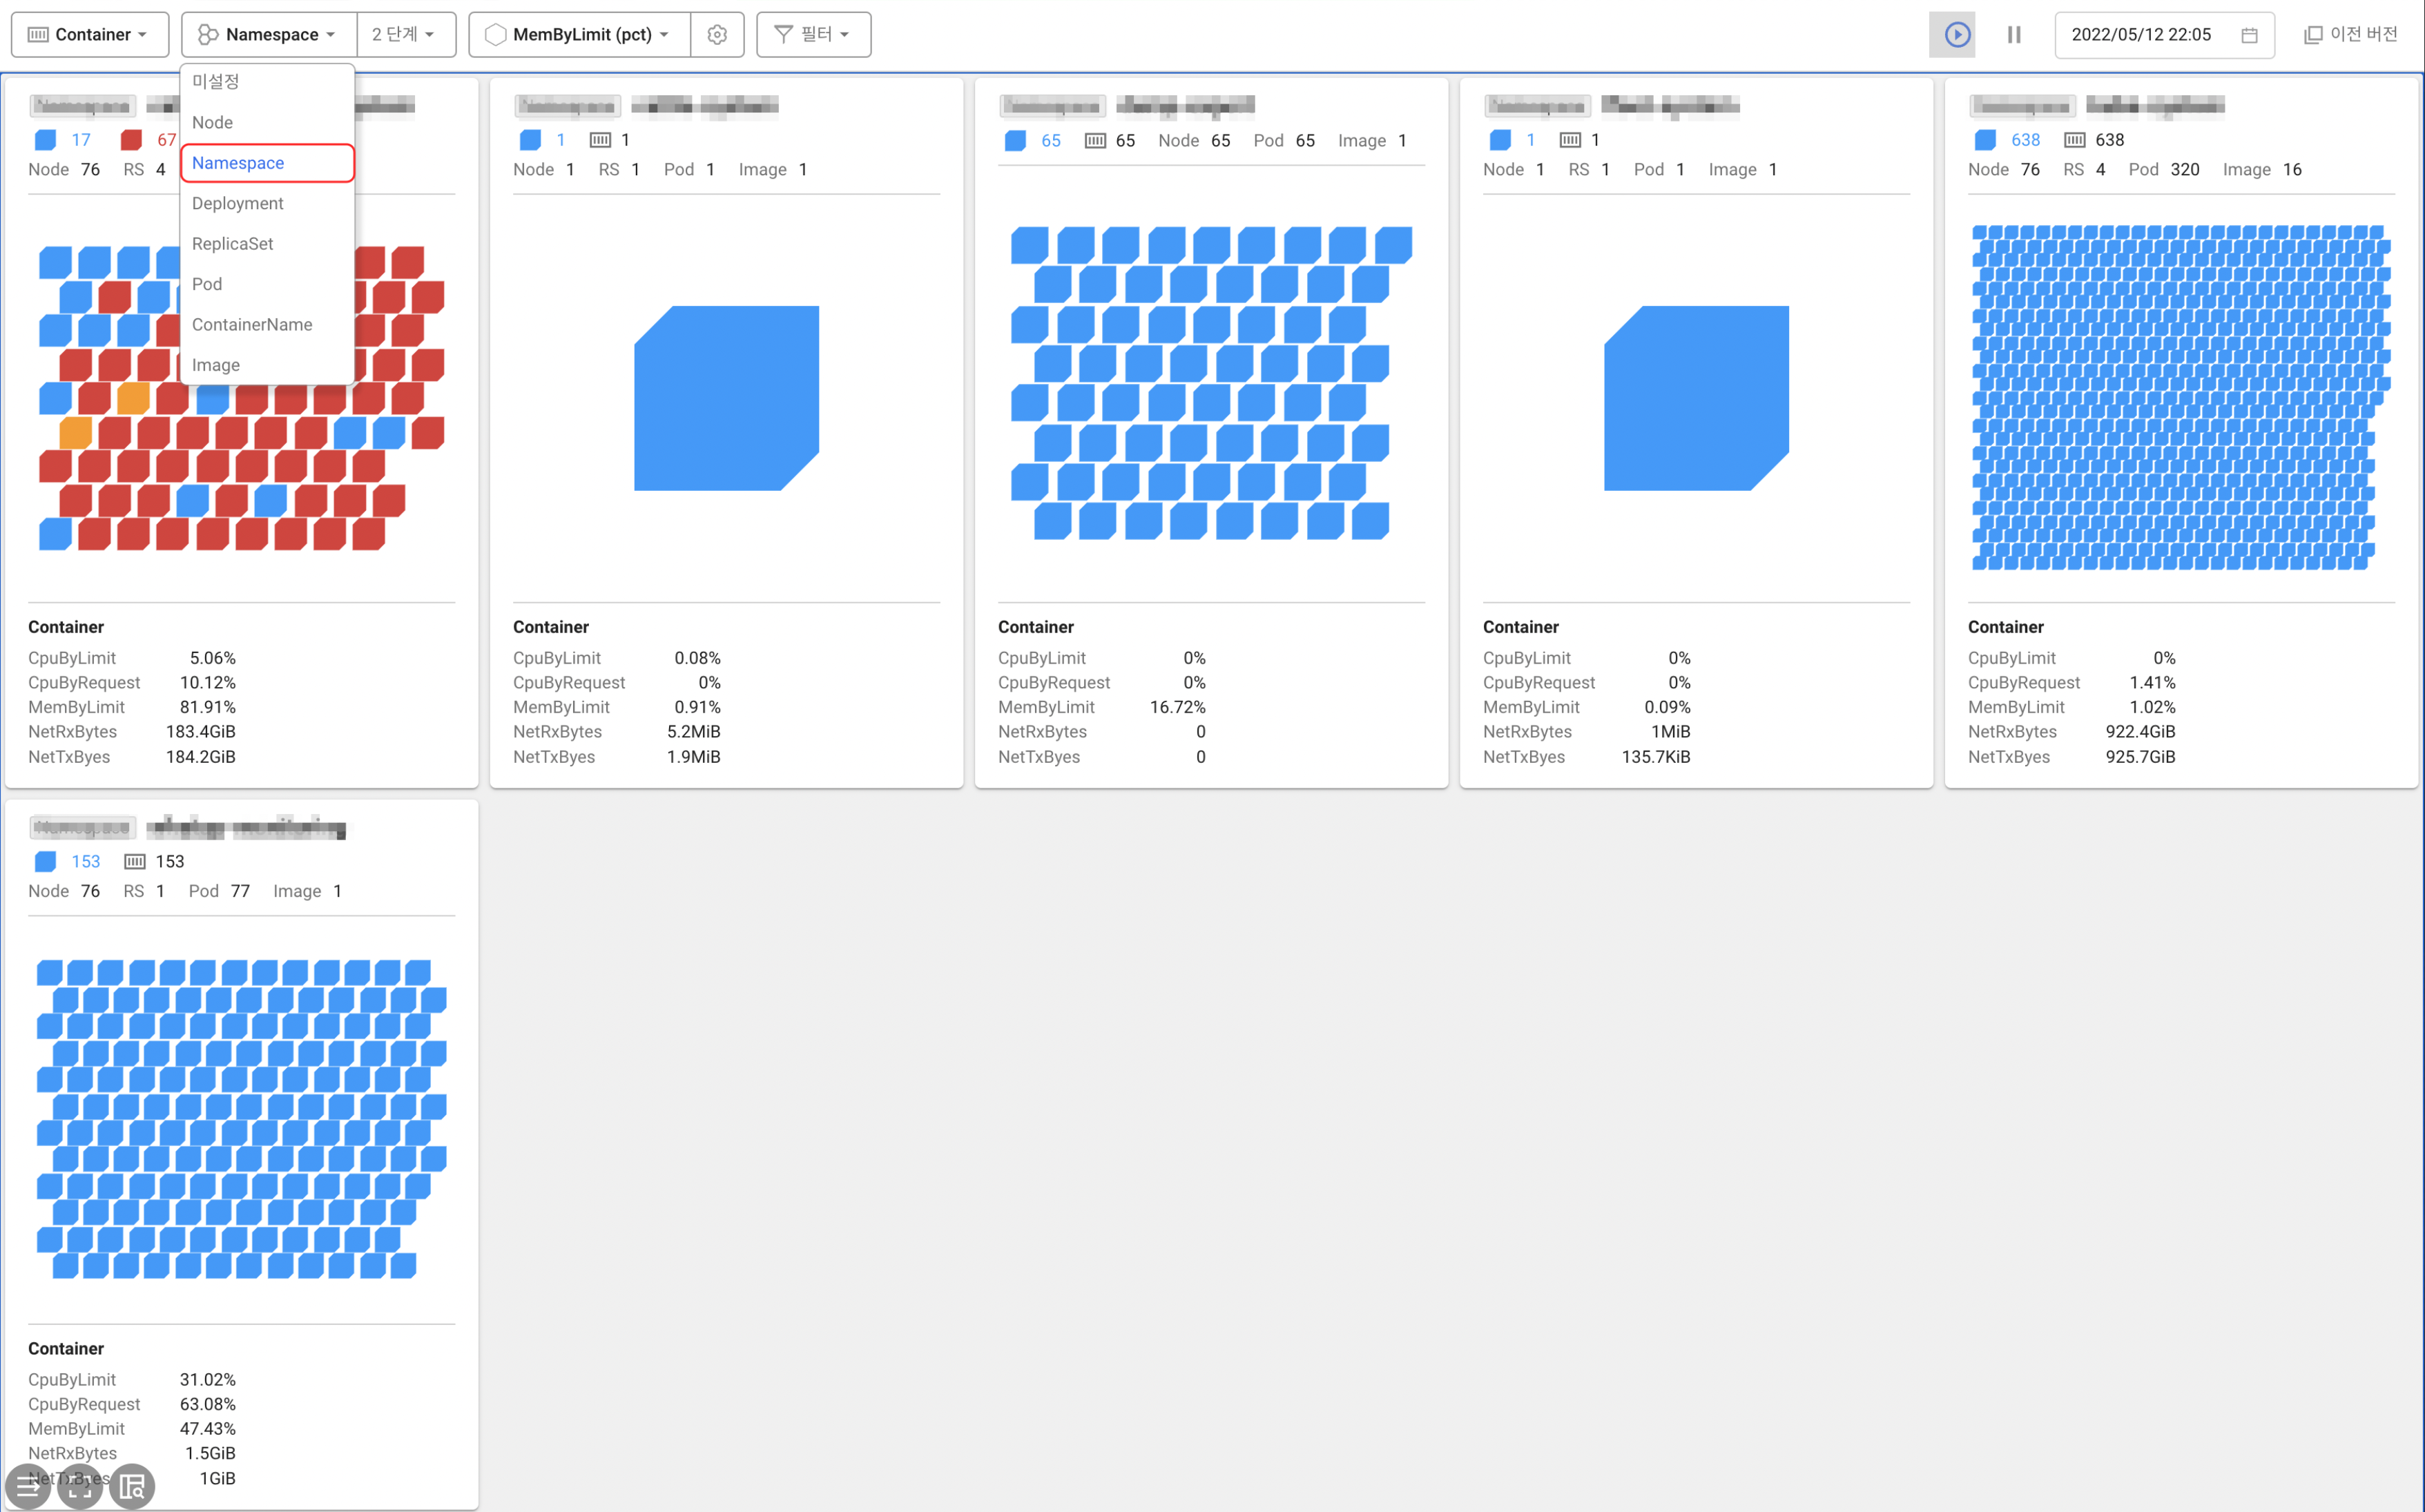 Container Namespace 2 단계 MemByLimit (pct) 필터 2022/05/12 22:05 이전 버전
미설정
Node
Namespace
Deployment
ReplicaSet
Pod
ContainerName
Image
17 67
Node 76 RS 4
Container
CpuByLimit 5.06%
CpuByRequest 10.12%
MemByLimit 81.91%
NetRxBytes 183.4GiB
NetTxByes 184.2GiB
1 1
Node 1 RS 1 Pod 1 Image 1
Container
CpuByLimit 0.08%
CpuByRequest 0%
MemByLimit 0.91%
NetRxBytes 5.2MiB
NetTxByes 1.9MiB
65 65 Node 65 Pod 65 Image 1
Container
CpuByLimit 0%
CpuByRequest 0%
MemByLimit 16.72%
NetRxBytes 0
NetTxByes 0
1 1
Node 1 RS 1 Pod 1 Image 1
Container
CpuByLimit 0%
CpuByRequest 0%
MemByLimit 0.09%
NetRxBytes 1MiB
NetTxByes 135.7KiB
638 638
Node 76 RS 4 Pod 320 Image 16
Container
CpuByLimit 0%
CpuByRequest 1.41%
MemByLimit 1.02%
NetRxBytes 922.4GiB
NetTxByes 925.7GiB
153 153
Node 76 RS 1 Pod 77 Image 1
Container
CpuByLimit 31.02%
CpuByRequest 63.08%
MemByLimit 47.43%
NetRxBytes 1.5GiB
NetTxByes 1GiB